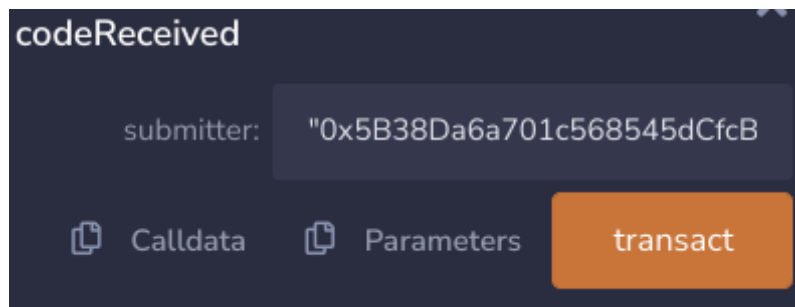 codeReceived
submitter: "0x5B38Da6a701c568545dCfcB
Calldata Parameters transact